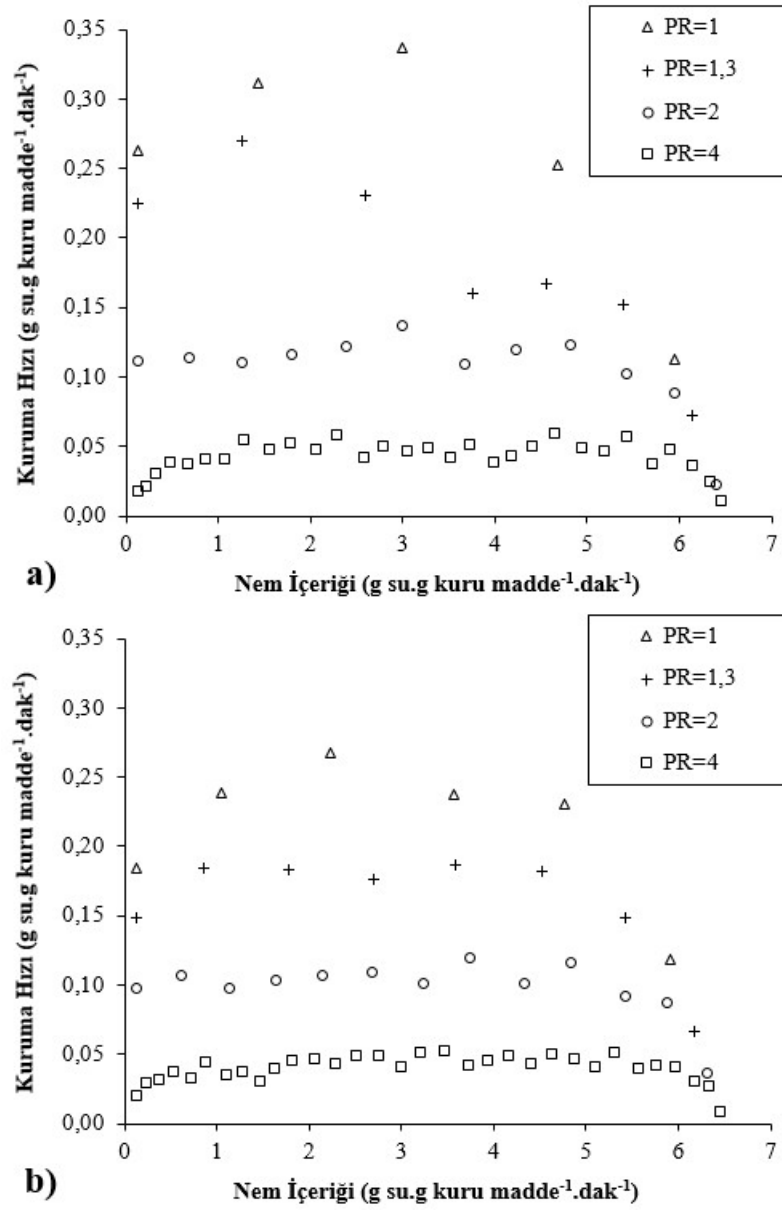 Kuruma Hızı (g su.g kuru madde⁻¹.dak⁻¹)
0,35
0,30
0,25
0,20
0,15
0,10
0,05
0,00
PR=1
PR=1,3
PR=2
PR=4
0 1 2 3 4 5 6 7
a)
Nem İçeriği (g su.g kuru madde⁻¹.dak⁻¹)
Kuruma Hızı (g su.g kuru madde⁻¹.dak⁻¹)
0,35
0,30
0,25
0,20
0,15
0,10
0,05
0,00
PR=1
PR=1,3
PR=2
PR=4
0 1 2 3 4 5 6 7
b)
Nem İçeriği (g su.g kuru madde⁻¹.dak⁻¹)